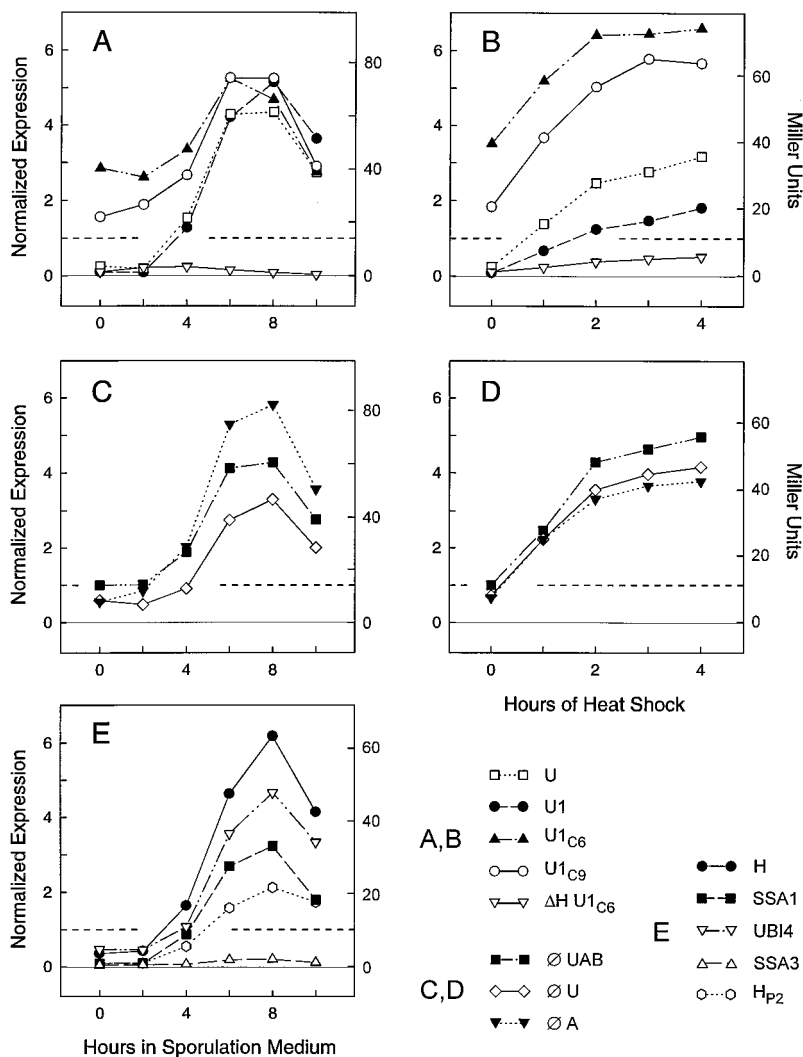 A
B
Normalized Expression
6
4
2
0
80
40
0
0 4 8
Normalized Expression
6
4
2
0
60
40
20
0
Miller Units
0 2 4
C
D
Normalized Expression
6
4
2
0
80
40
0
0 4 8
6
4
2
0
60
40
20
0
Miller Units
0 2 4
Hours of Heat Shock
E
Normalized Expression
6
4
2
0
60
40
20
0
0 4 8
Hours in Sporulation Medium
A,B
U
U1
U1C6
U1C9
ΔH U1C6
C,D
∅ UAB
∅ U
∅ A
E
H
SSA1
UBI4
SSA3
HP2